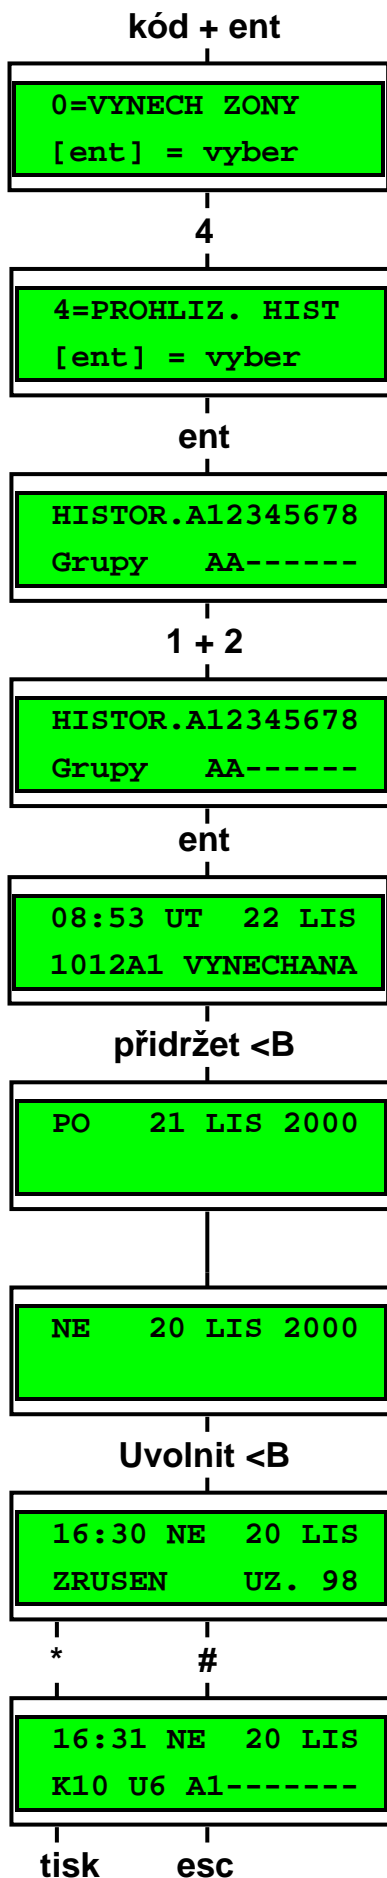 kód + ent
0=VYNECH ZONY
[ent] = vyber
4
4=PROHLIZ. HIST
[ent] = vyber
ent
HISTOR.A12345678
Grupy AA------
1 + 2
HISTOR.A12345678
Grupy AA------
ent
08:53 UT 22 LIS
1012A1 VYNECHANA
přidržet <B
PO 21 LIS 2000
NE 20 LIS 2000
Uvolnit <B
16:30 NE 20 LIS
ZRUSEN UZ. 98
* #
16:31 NE 20 LIS
K10 U6 A1-------
tisk esc